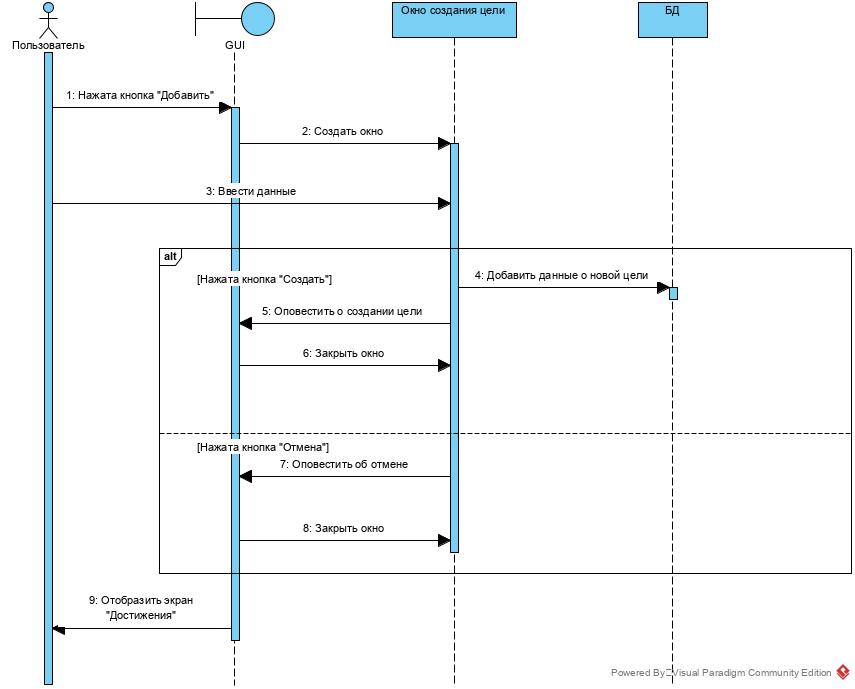 Окно создания цели
БД
Пользователь
GUI
1: Нажата кнопка "Добавить"
2: Создать окно
3: Ввести данные
alt
[Нажата кнопка "Создать"]
4: Добавить данные о новой цели
5: Оповестить о создании цели
6: Закрыть окно
[Нажата кнопка "Отмена"]
7: Оповестить об отмене
8: Закрыть окно
9: Отобразить экран
"Достижения"
Powered By Visual Paradigm Community Edition